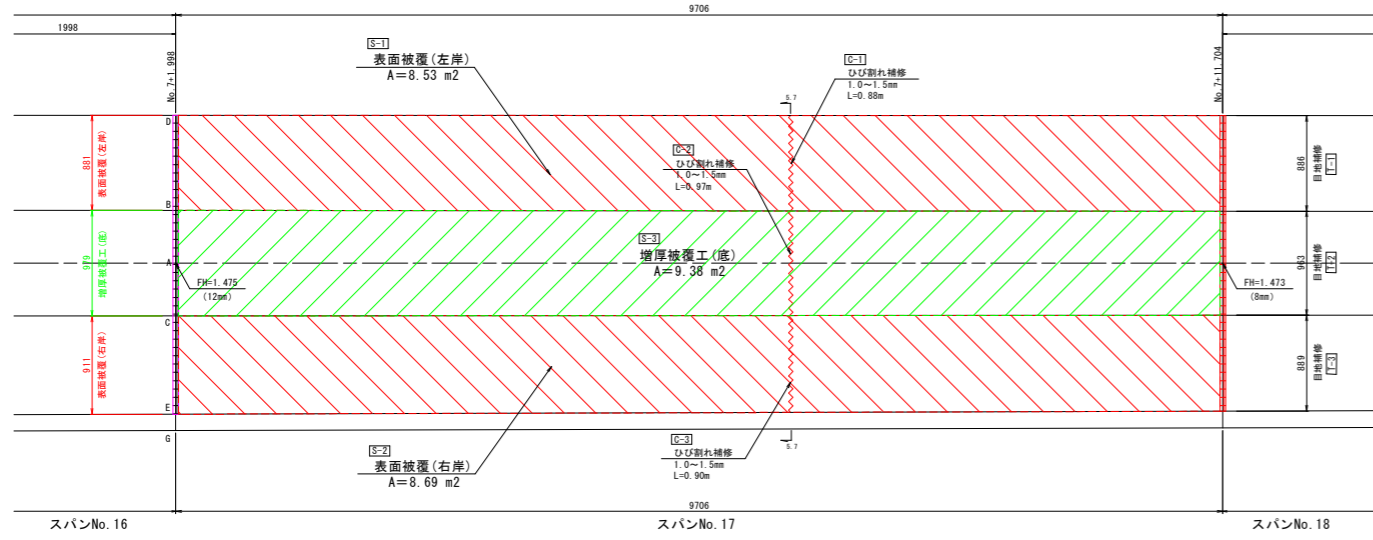 9706
1998
No.7+1.998
No.7+11.704
S-1
表面被覆(左岸)
A=8.53 m2
C-1
ひび割れ補修
1.0～1.5mm
L=0.88m
5.7
D
881
表面被覆(左岸)
C-2
ひび割れ補修
1.0～1.5mm
L=0.97m
886
目地補修
T-1
B
979
増厚被覆工(底)
A
S-3
増厚被覆工(底)
A=9.38 m2
963
目地補修
T-2
FH=1.475
(12mm)
FH=1.473
(8mm)
C
911
表面被覆(右岸)
889
目地補修
T-3
E
G
S-2
表面被覆(右岸)
A=8.69 m2
C-3
ひび割れ補修
1.0～1.5mm
L=0.90m
5.7
9706
スパンNo.16
スパンNo.17
スパンNo.18